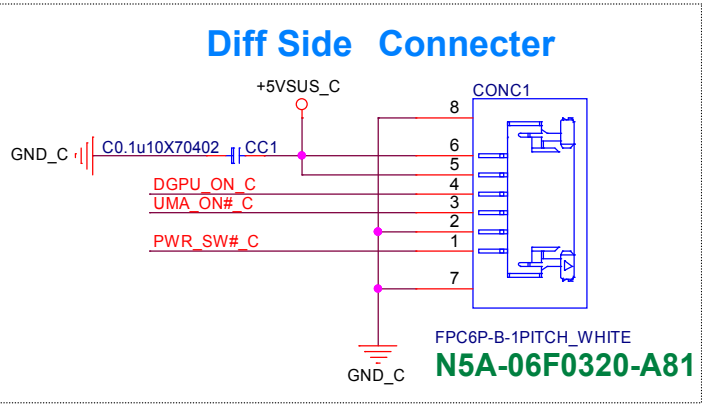 Diff Side Connecter
+5VSUS_C
CONC1
8
GND_C
C0.1u10X70402
CC1
6
5
DGPU_ON_C
4
UMA_ON#_C
3
2
PWR_SW#_C
1
7
FPC6P-B-1PITCH_WHITE
GND_C
N5A-06F0320-A81